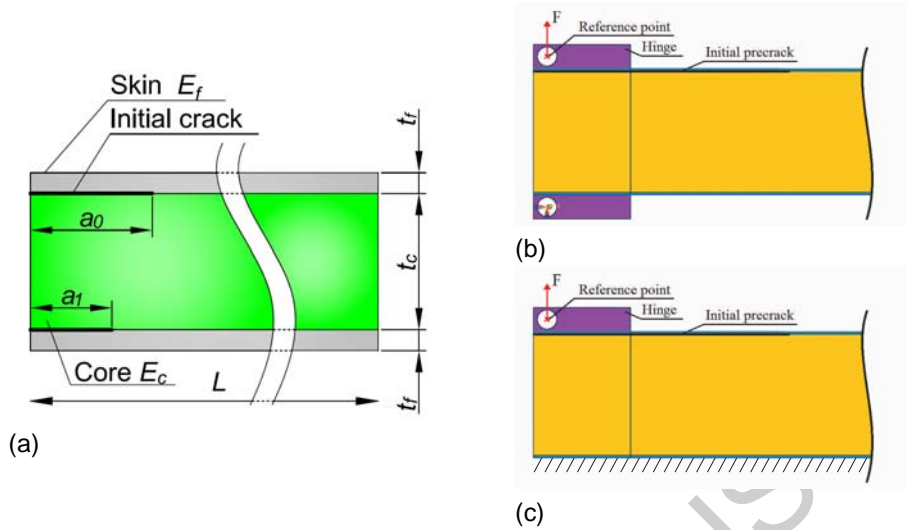 Skin E_f
Initial crack
t_f
a_0
t_c
a_1
Core E_c
L
t_f
(a)
F
Reference point
Hinge
Initial precrack
(b)
F
Reference point
Hinge
Initial precrack
(c)